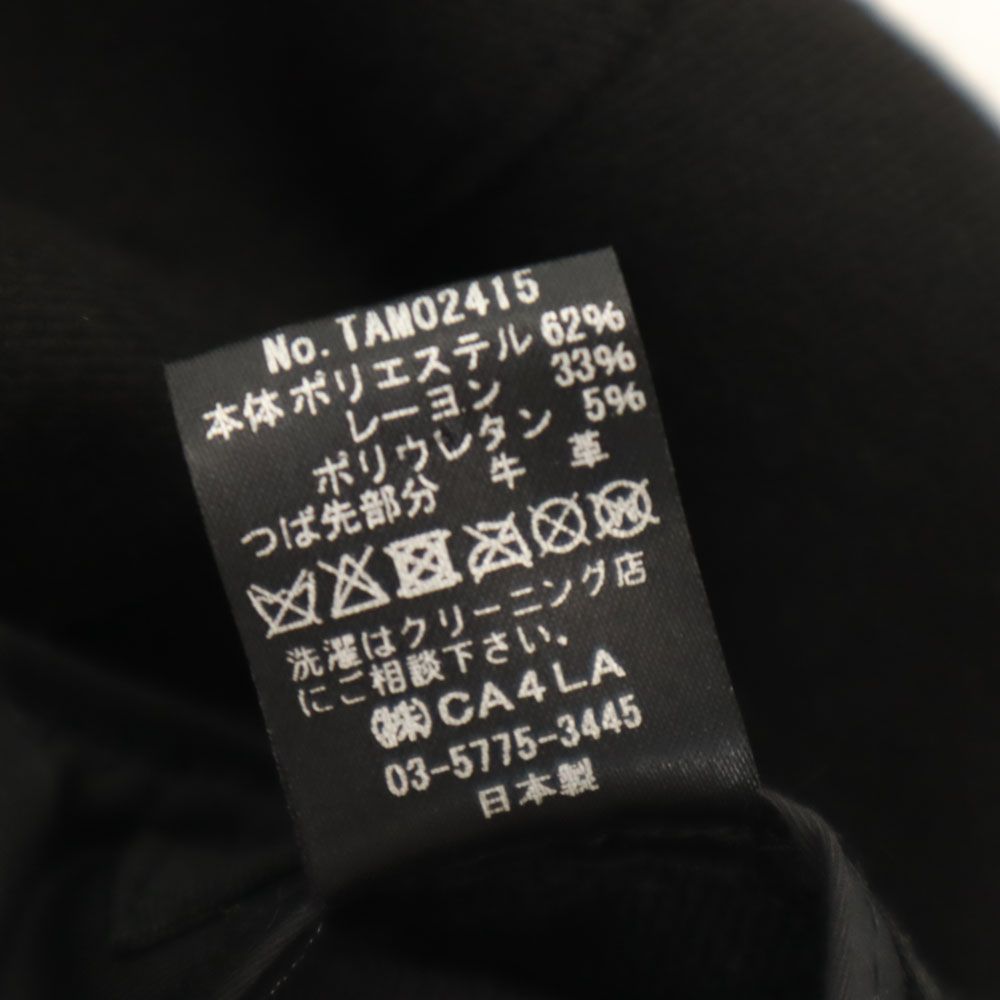 No.TAM02415
本体 ポリエステル 62%
レーヨン 33%
ポリウレタン 5%
つば先部分 牛 革
洗濯はクリーニング店
にご相談下さい.
(株)CA4LA
03-5775-3445
日本製